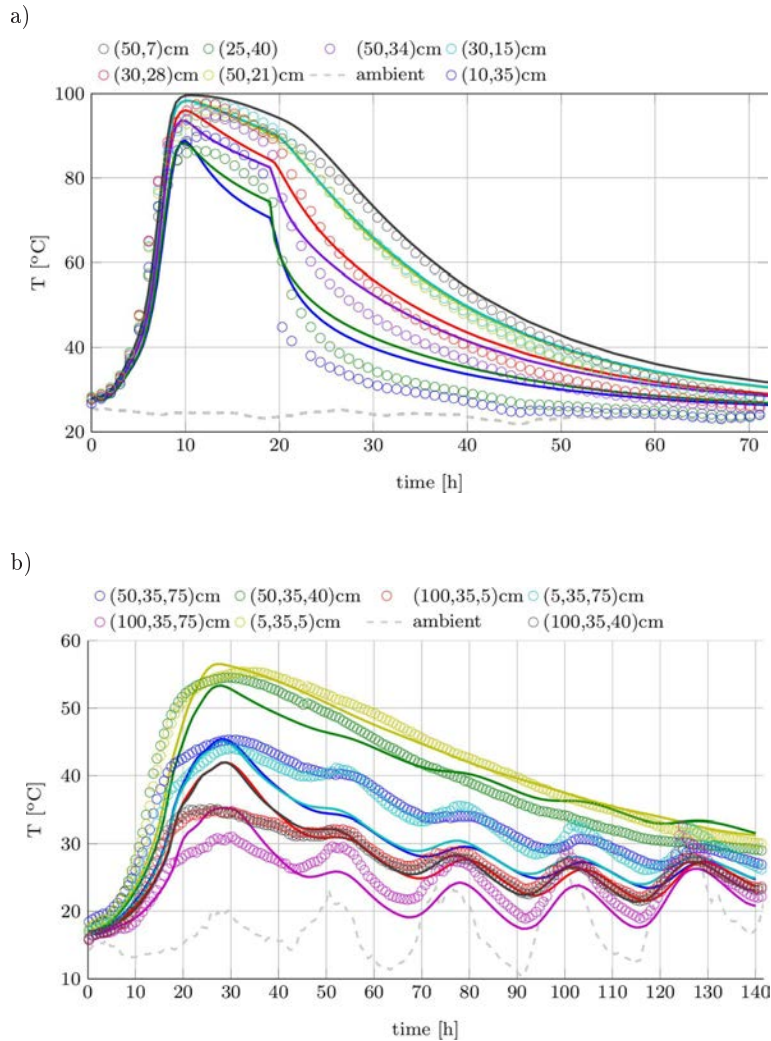 a)
(50,7)cm (25,40) (50,34)cm (30,15)cm
(30,28)cm (50,21)cm ambient (10,35)cm
100
80
60
40
20
T [°C]
0 10 20 30 40 50 60 70
time [h]
b)
(50,35,75)cm (50,35,40)cm (100,35,5)cm (5,35,75)cm
(100,35,75)cm (5,35,5)cm ambient (100,35,40)cm
60
50
40
30
20
10
T [°C]
0 10 20 30 40 50 60 70 80 90 100 110 120 130 140
time [h]